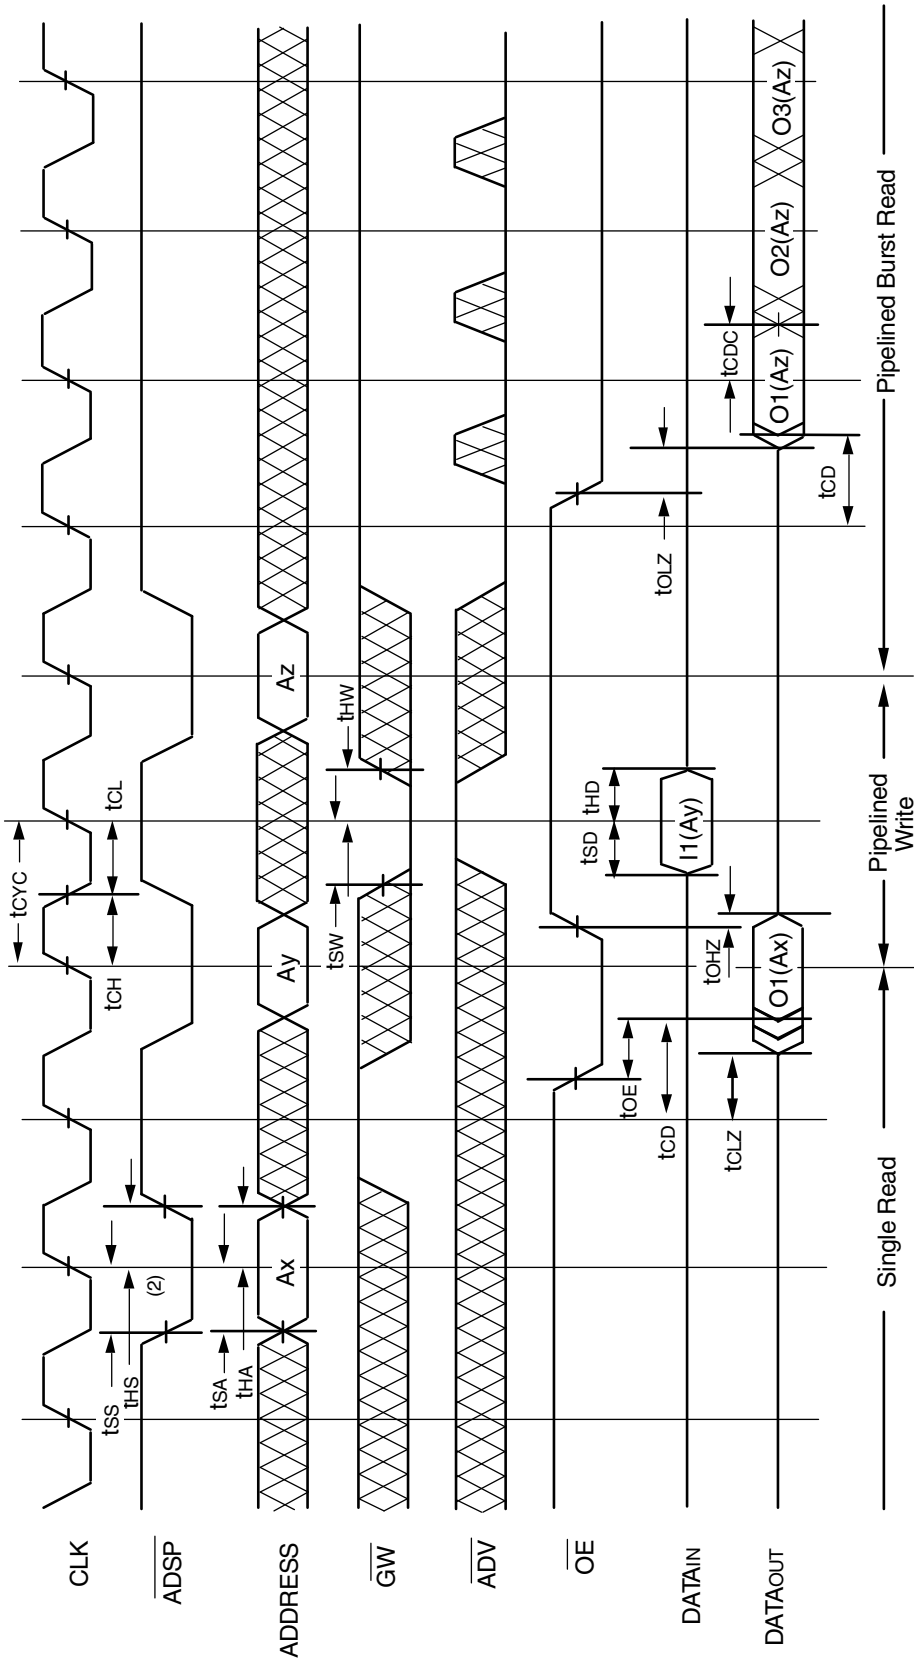 CLK
tCYC
tCH
tCL
ADSP
tSS
tHS
(2)
ADDRESS
tSA
tHA
Ax
Ay
Az
GW
tSW
tHW
ADV
OE
tOE
tOHZ
tOLZ
DATAIN
tSD
tHD
I1(Ay)
tCD
DATAOUT
tCLZ
O1(Ax)
tCDC
O1(Az)
O2(Az)
O3(Az)
tCD
Single Read
Pipelined
Write
Pipelined Burst Read